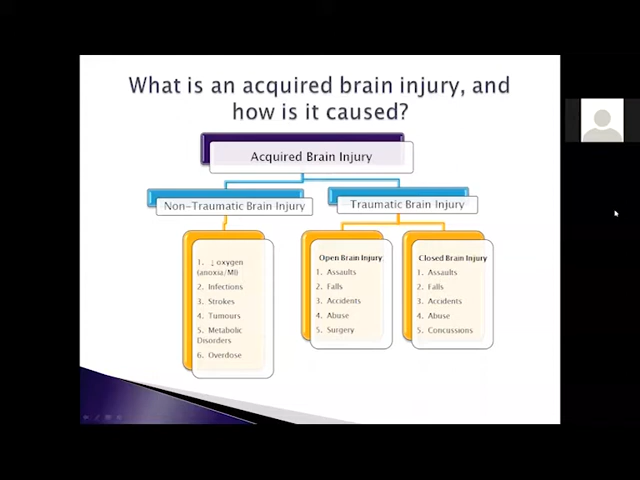 What is an acquired brain injury, and
how is it caused?
Acquired Brain Injury
Non-Traumatic Brain Injury
Traumatic Brain Injury
1. ↓ oxygen
(anoxia/MI)
2. Infections
3. Strokes
4. Tumours
5. Metabolic
Disorders
6. Overdose
Open Brain Injury
1. Assaults
2. Falls
3. Accidents
4. Abuse
5. Surgery
Closed Brain Injury
1. Assaults
2. Falls
3. Accidents
4. Abuse
5. Concussions